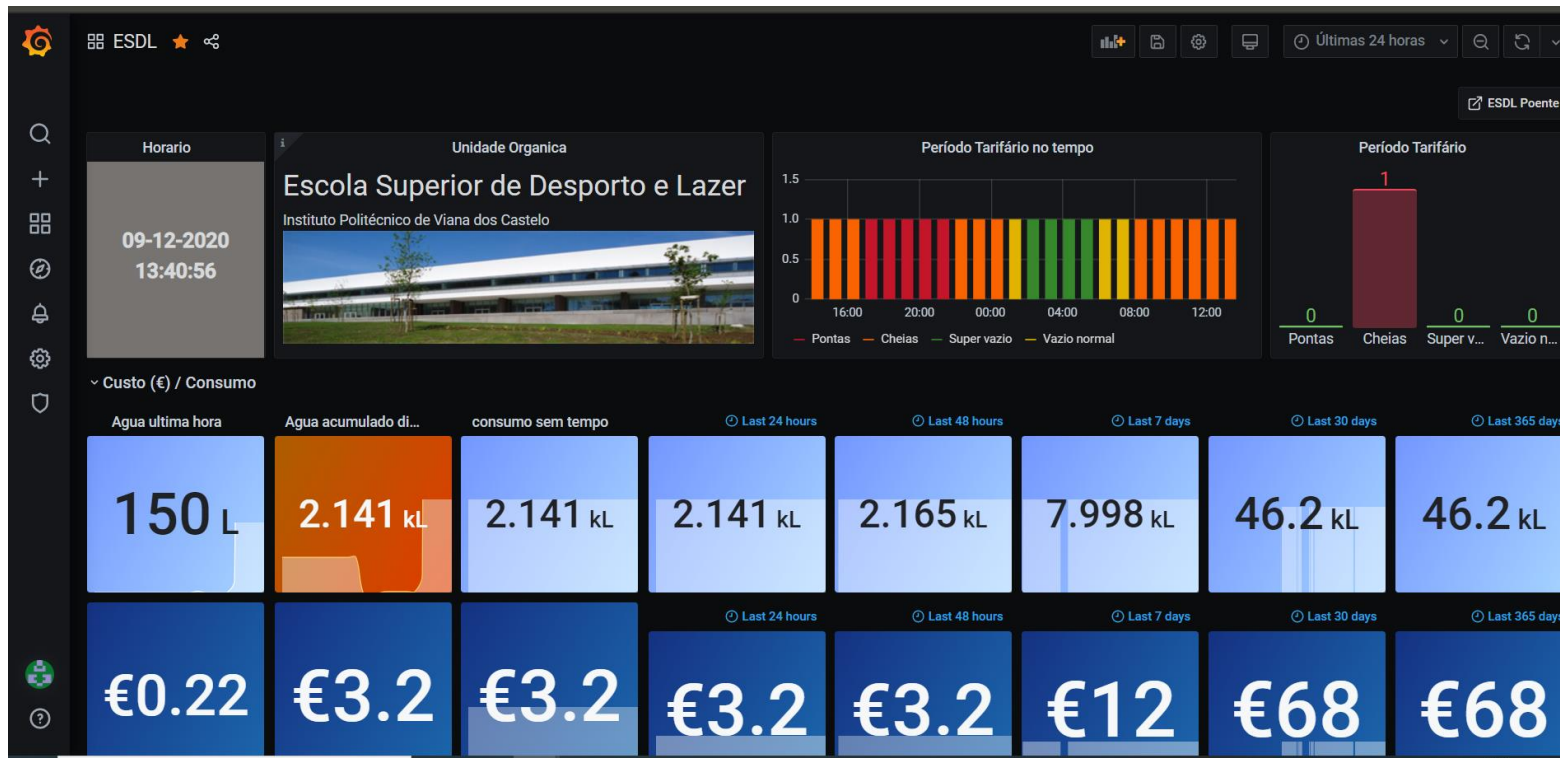 ESDL
Últimas 24 horas
ESDL Poente
Horario
09-12-2020
13:40:56
i
Unidade Organica
Escola Superior de Desporto e Lazer
Instituto Politécnico de Viana dos Castelo
Período Tarifário no tempo
1.5
1.0
0.5
0
16:00 20:00 00:00 04:00 08:00 12:00
Pontas Cheias Super vazio Vazio normal
Período Tarifário
1
0 0 0
Pontas Cheias Super v... Vazio n...
Custo (€) / Consumo
Agua ultima hora Agua acumulado di... consumo sem tempo Last 24 hours Last 48 hours Last 7 days Last 30 days Last 365 days
150 L 2.141 kL 2.141 kL 2.141 kL 2.165 kL 7.998 kL 46.2 kL 46.2 kL
Last 24 hours Last 48 hours Last 7 days Last 30 days Last 365 days
€0.22 €3.2 €3.2 €3.2 €3.2 €12 €68 €68